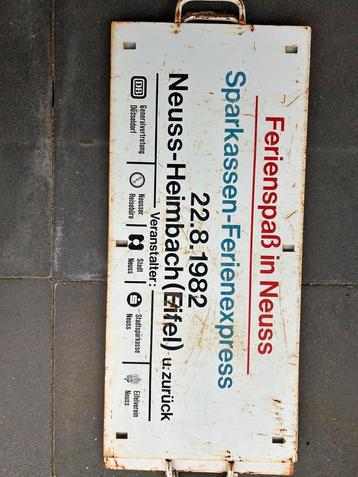 Ferienspaß in Neuss
Sparkassen-Ferienexpress
22.8.1982
Neuss-Heimbach (Eifel) u. zurück
Veranstalter:
DB Generalvertretung Düsseldorf
Neusser Reisebüro
Stadt Neuss
Stadtsparkasse Neuss
Eifelverein Neuss